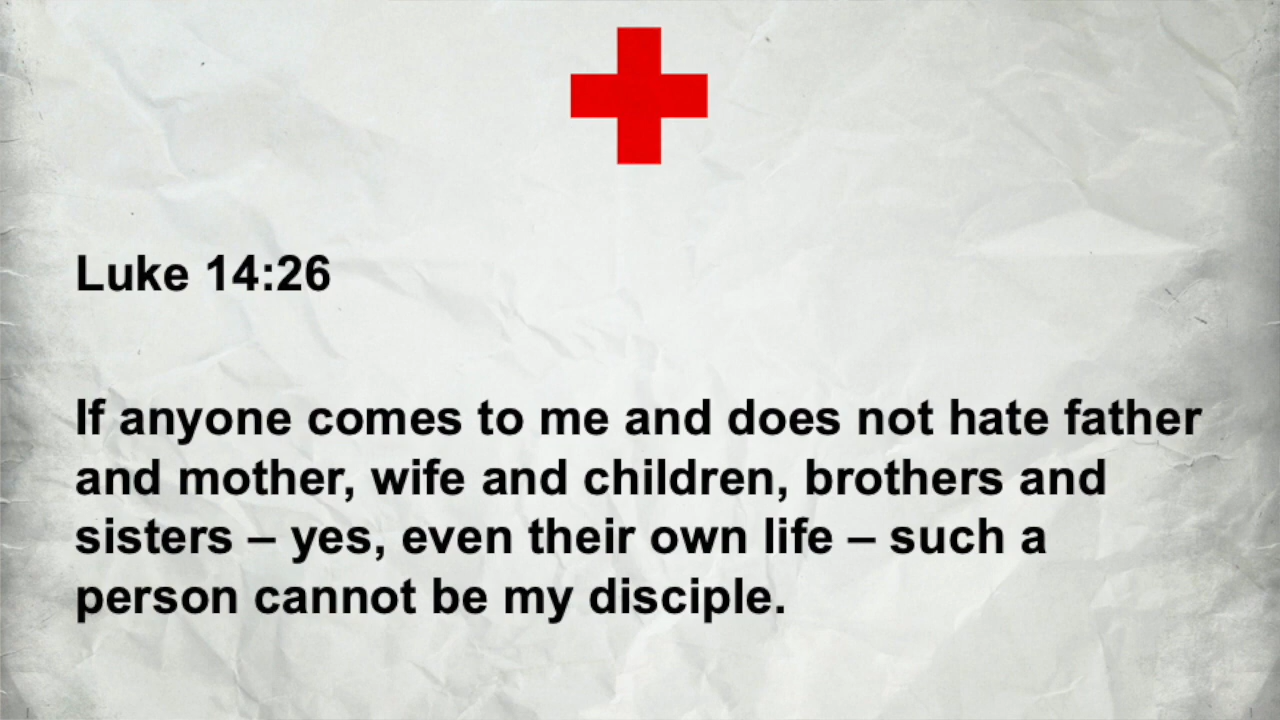 Luke 14:26
If anyone comes to me and does not hate father
and mother, wife and children, brothers and
sisters – yes, even their own life – such a
person cannot be my disciple.